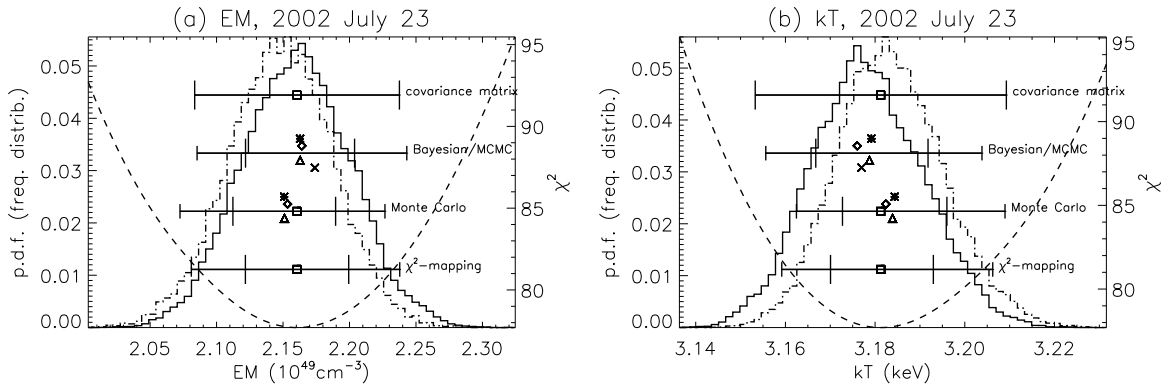 (a) EM, 2002 July 23
p.d.f. (freq. distrib.)
0.05
0.04
0.03
0.02
0.01
0.00
covariance matrix
Bayesian/MCMC
Monte Carlo
χ²-mapping
95
90
85
80
χ²
2.05 2.10 2.15 2.20 2.25 2.30
EM (10⁴⁹cm⁻³)
(b) kT, 2002 July 23
p.d.f. (freq. distrib.)
0.05
0.04
0.03
0.02
0.01
0.00
covariance matrix
Bayesian/MCMC
Monte Carlo
χ²-mapping
95
90
85
80
χ²
3.14 3.16 3.18 3.20 3.22
kT (keV)